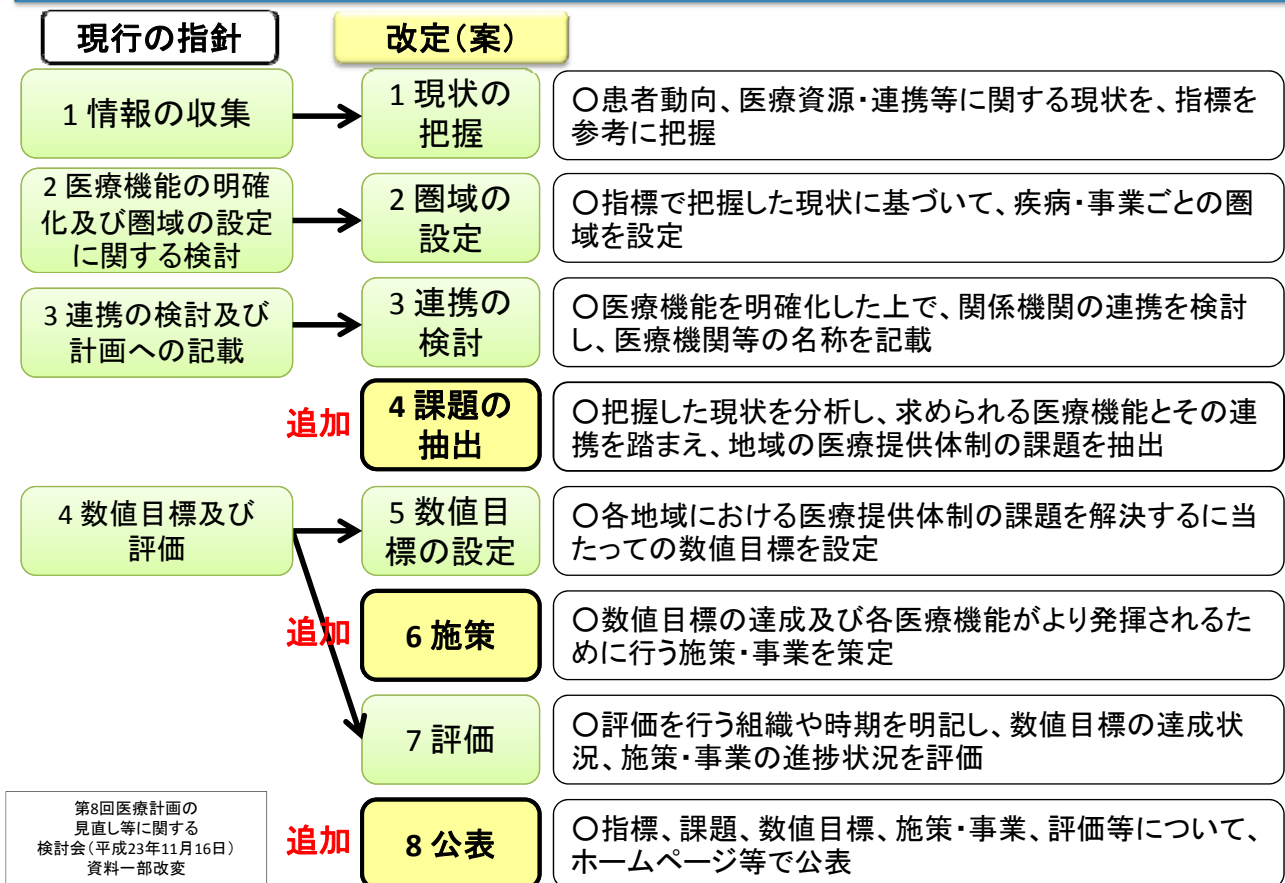 現行の指針
改定(案)
1 情報の収集
1 現状の
把握
〇患者動向、医療資源・連携等に関する現状を、指標を
参考に把握
2 医療機能の明確
化及び圏域の設定
に関する検討
2 圏域の
設定
〇指標で把握した現状に基づいて、疾病・事業ごとの圏
域を設定
3 連携の検討及び
計画への記載
3 連携の
検討
〇医療機能を明確化した上で、関係機関の連携を検討
し、医療機関等の名称を記載
追加
4 課題の
抽出
〇把握した現状を分析し、求められる医療機能とその連
携を踏まえ、地域の医療提供体制の課題を抽出
4 数値目標及び
評価
5 数値目
標の設定
〇各地域における医療提供体制の課題を解決するに当
たっての数値目標を設定
追加
6 施策
〇数値目標の達成及び各医療機能がより発揮されるた
めに行う施策・事業を策定
7 評価
〇評価を行う組織や時期を明記し、数値目標の達成状
況、施策・事業の進捗状況を評価
第8回医療計画の
見直し等に関する
検討会(平成23年11月16日)
資料一部改変
追加
8 公表
〇指標、課題、数値目標、施策・事業、評価等について、
ホームページ等で公表